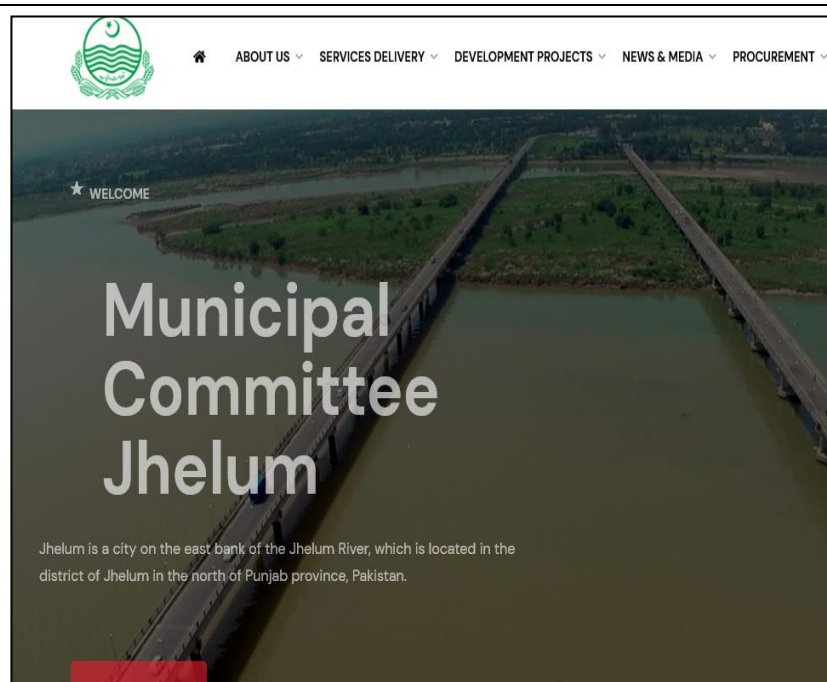 ABOUT US SERVICES DELIVERY DEVELOPMENT PROJECTS NEWS & MEDIA PROCUREMENT
WELCOME
Municipal
Committee
Jhelum
Jhelum is a city on the east bank of the Jhelum River, which is located in the
district of Jhelum in the north of Punjab province, Pakistan.